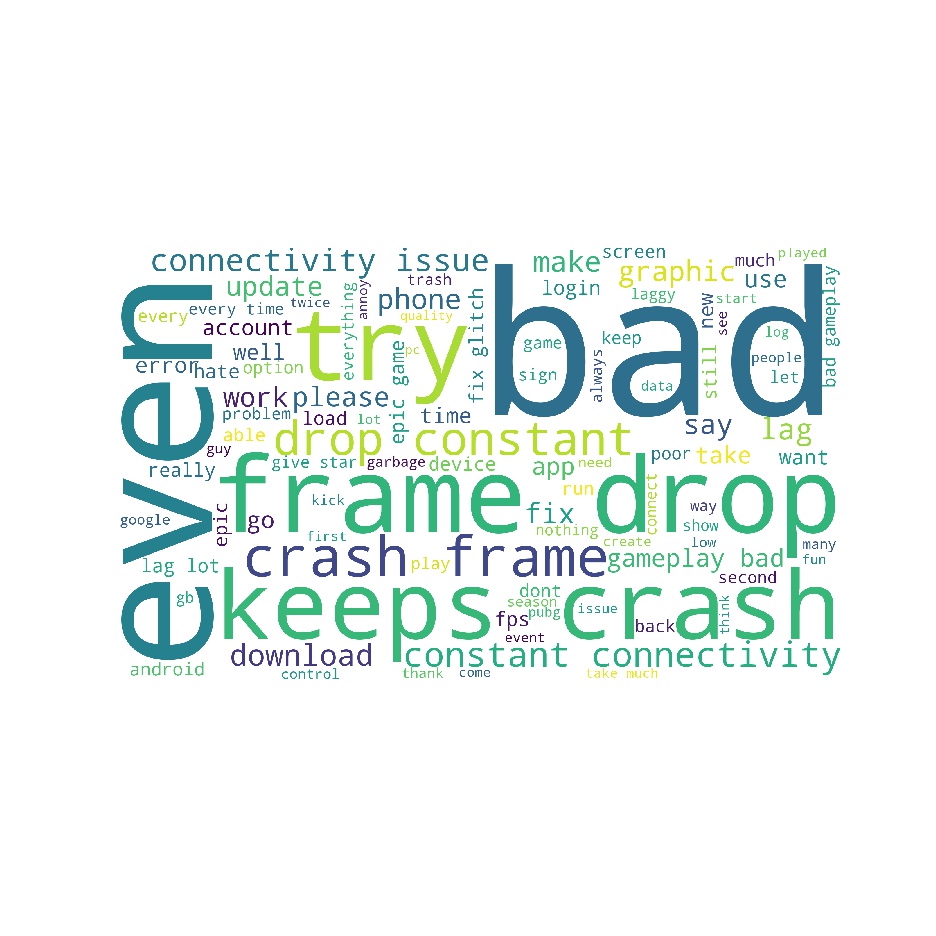 connectivity issue
make
screen
much
played
update
trash
phone
graphic
use
login
laggy
new
start
see
every
every time
twice
everything
annoy
quality
account
try
bad
bad gameplay
well
error
hate
option
pc
epic game
fix glitch
game
sign
always
keep
data
still
log
people
let
work
please
problem
load
lot
time
say
lag
able
drop constant
guy
give star
garbage
device
app
need
poor
take
want
really
even
frame drop
run
google
epic
go
kick
first
fix
nothing
create
connect
way
show
low
many
fun
crash frame
play
gameplay bad
lag lot
second
gb
keeps crash
dont
season
pubg
issue
fps
event
back
think
download
constant connectivity
android
control
thank
come
take much